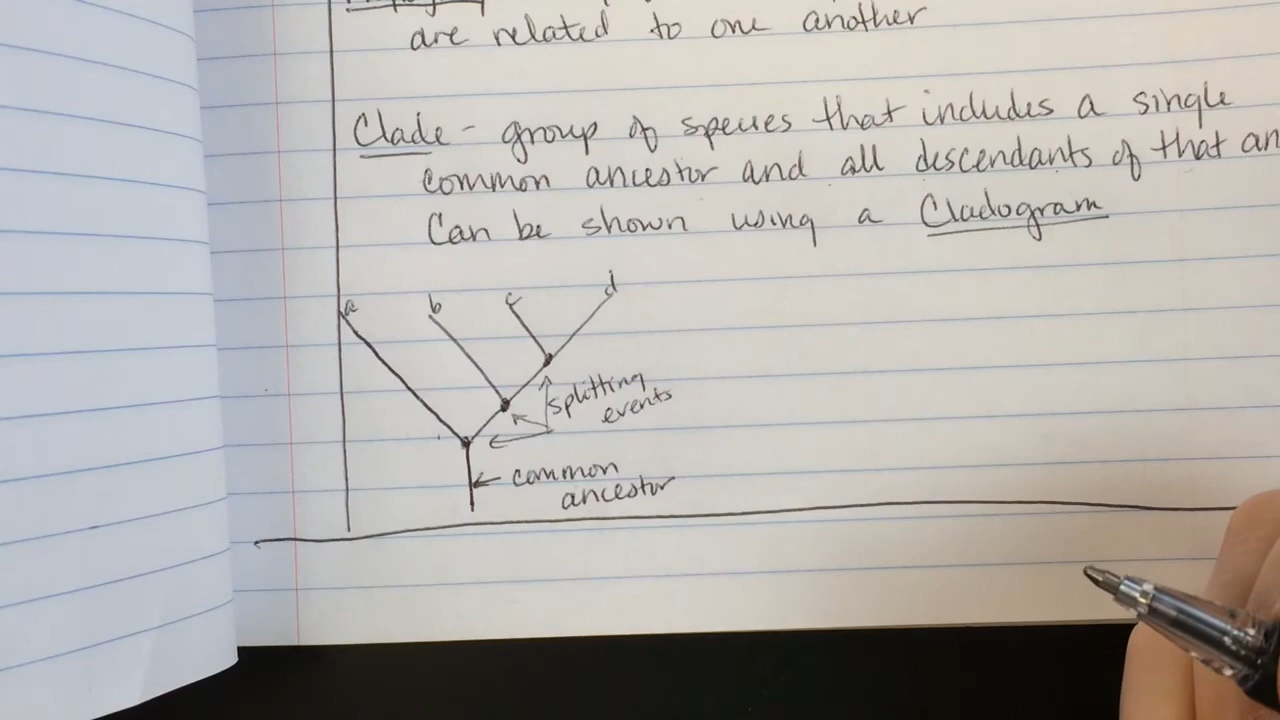 are related to one another
Clade - group of species that includes a single
common ancestor and all descendants of that an
Can be shown using a Cladogram
a b c d
splitting
events
common
ancestor